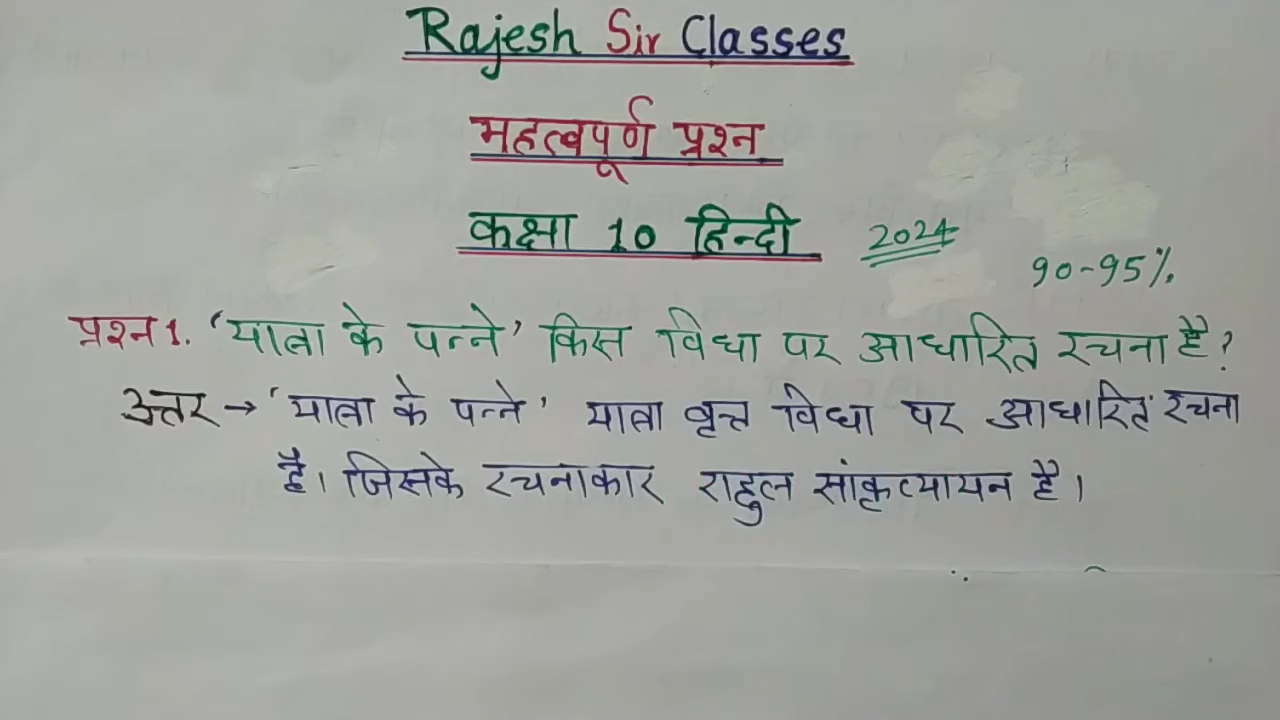 Rajesh Sir Classes
महत्वपूर्ण प्रश्न
कक्षा 10 हिन्दी 2024
90-95%
प्रश्न 1. 'यात्रा के पन्ने' किस विधा पर आधारित रचना है?
उत्तर → 'यात्रा के पन्ने' यात्रा वृत्त विधा पर आधारित रचना
है। जिसके रचनाकार राहुल सांकृत्यायन है।